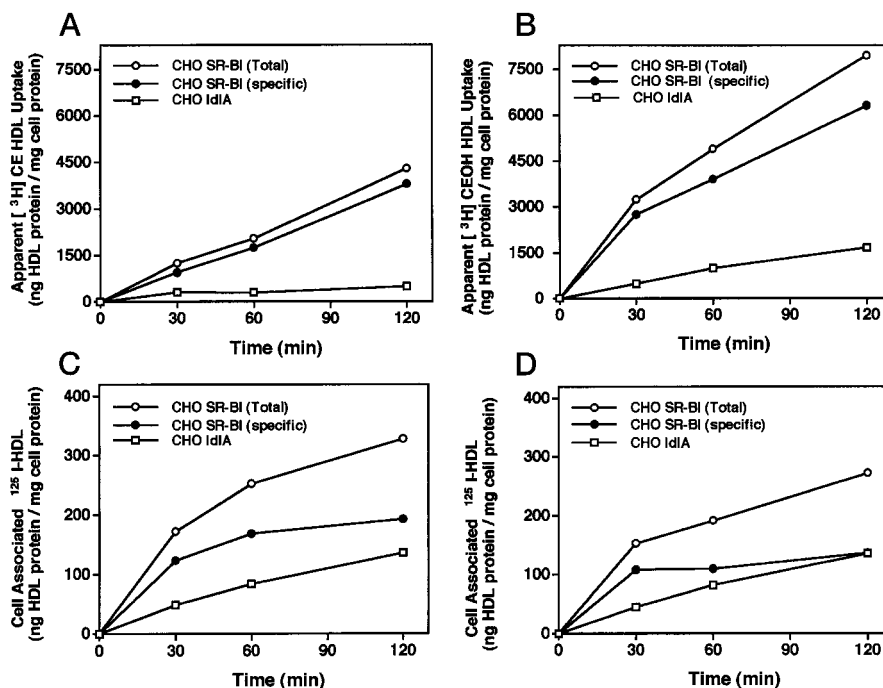 A
CHO SR-BI (Total)
CHO SR-BI (specific)
CHO ldlA
7500
6000
4500
3000
1500
0
Apparent [ ³H] CE HDL Uptake
(ng HDL protein / mg cell protein)
0 30 60 90 120
Time (min)
B
CHO SR-BI (Total)
CHO SR-BI (specific)
CHO ldlA
7500
6000
4500
3000
1500
0
Apparent [ ³H] CEOH HDL Uptake
(ng HDL protein / mg cell protein)
0 30 60 90 120
Time (min)
C
CHO SR-BI (Total)
CHO SR-BI (specific)
CHO ldlA
400
300
200
100
0
Cell Associated ¹²⁵ I-HDL
(ng HDL protein / mg cell protein)
0 30 60 90 120
Time (min)
D
CHO SR-BI (Total)
CHO SR-BI (specific)
CHO ldlA
400
300
200
100
0
Cell Associated ¹²⁵ I-HDL
(ng HDL protein / mg cell protein)
0 30 60 90 120
Time (min)